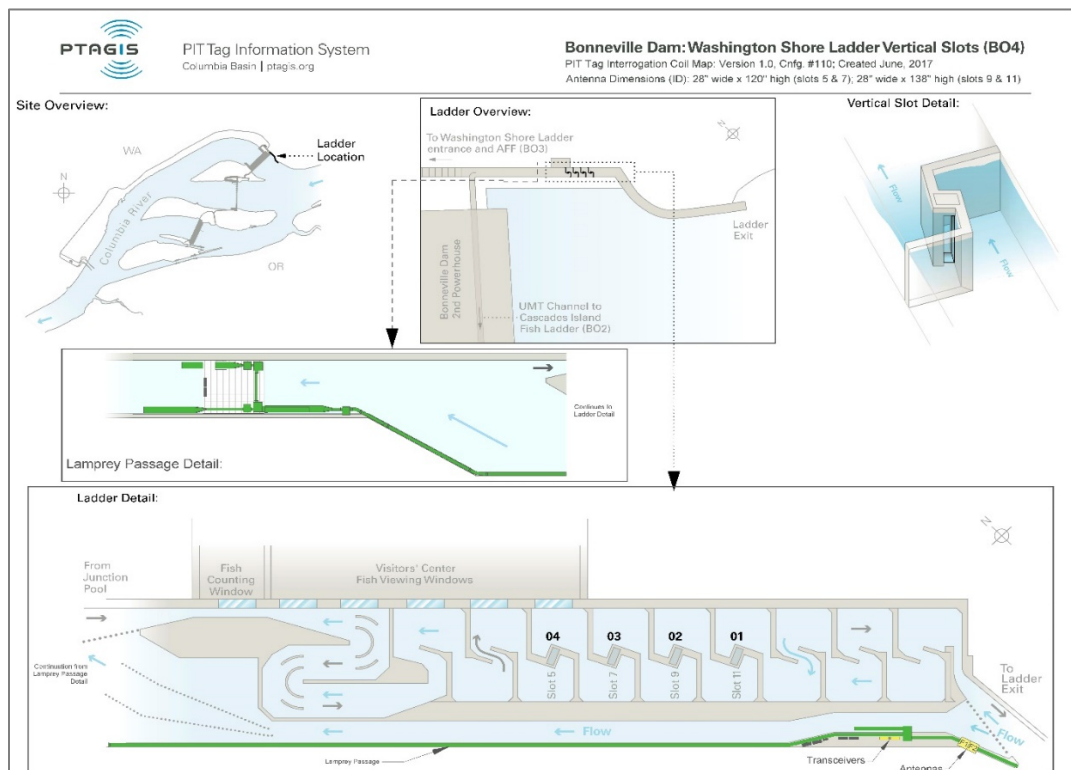 PTAGIS
PIT Tag Information System
Columbia Basin | ptagis.org
Bonneville Dam: Washington Shore Ladder Vertical Slots (BO4)
PIT Tag Interrogation Coil Map: Version 1.0, Cnfg. #110; Created June, 2017
Antenna Dimensions (ID): 28" wide x 120" high (slots 5 & 7); 28" wide x 138" high (slots 9 & 11)
Site Overview:
WA
Ladder
Location
N
Columbia River
OR
Ladder Overview:
N
To Washington Shore Ladder
entrance and AFF (BO3)
Ladder
Exit
Bonneville Dam
2nd Powerhouse
UMT Channel to
Cascades Island
Fish Ladder (BO2)
Vertical Slot Detail:
Flow
Flow
Continues to
Ladder Detail
Lamprey Passage Detail:
Ladder Detail:
N
From
Junction
Pool
Fish
Counting
Window
Visitors' Center
Fish Viewing Windows
04
03
02
01
Slot 5
Slot 7
Slot 9
Slot 11
Continuation from
Lamprey Passage
Detail
To
Ladder
Exit
Flow
Flow
Lamprey Passage
Transceivers
Antennas